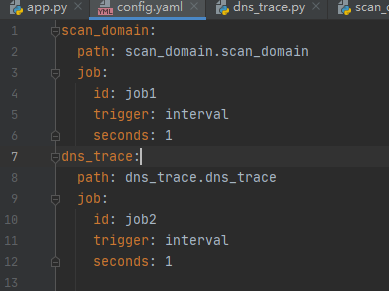 app.py config.yaml dns_trace.py scan_
1 scan_domain:
2   path: scan_domain.scan_domain
3   job:
4     id: job1
5     trigger: interval
6     seconds: 1
7 dns_trace:
8   path: dns_trace.dns_trace
9   job:
10     id: job2
11     trigger: interval
12     seconds: 1
13